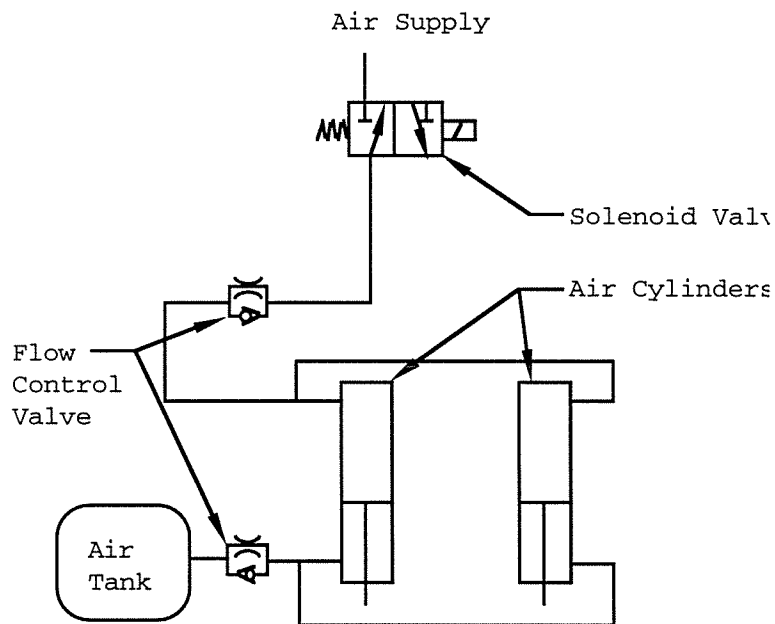 Air Supply
Solenoid Valv
Air Cylinders
Flow
Control
Valve
Air
Tank